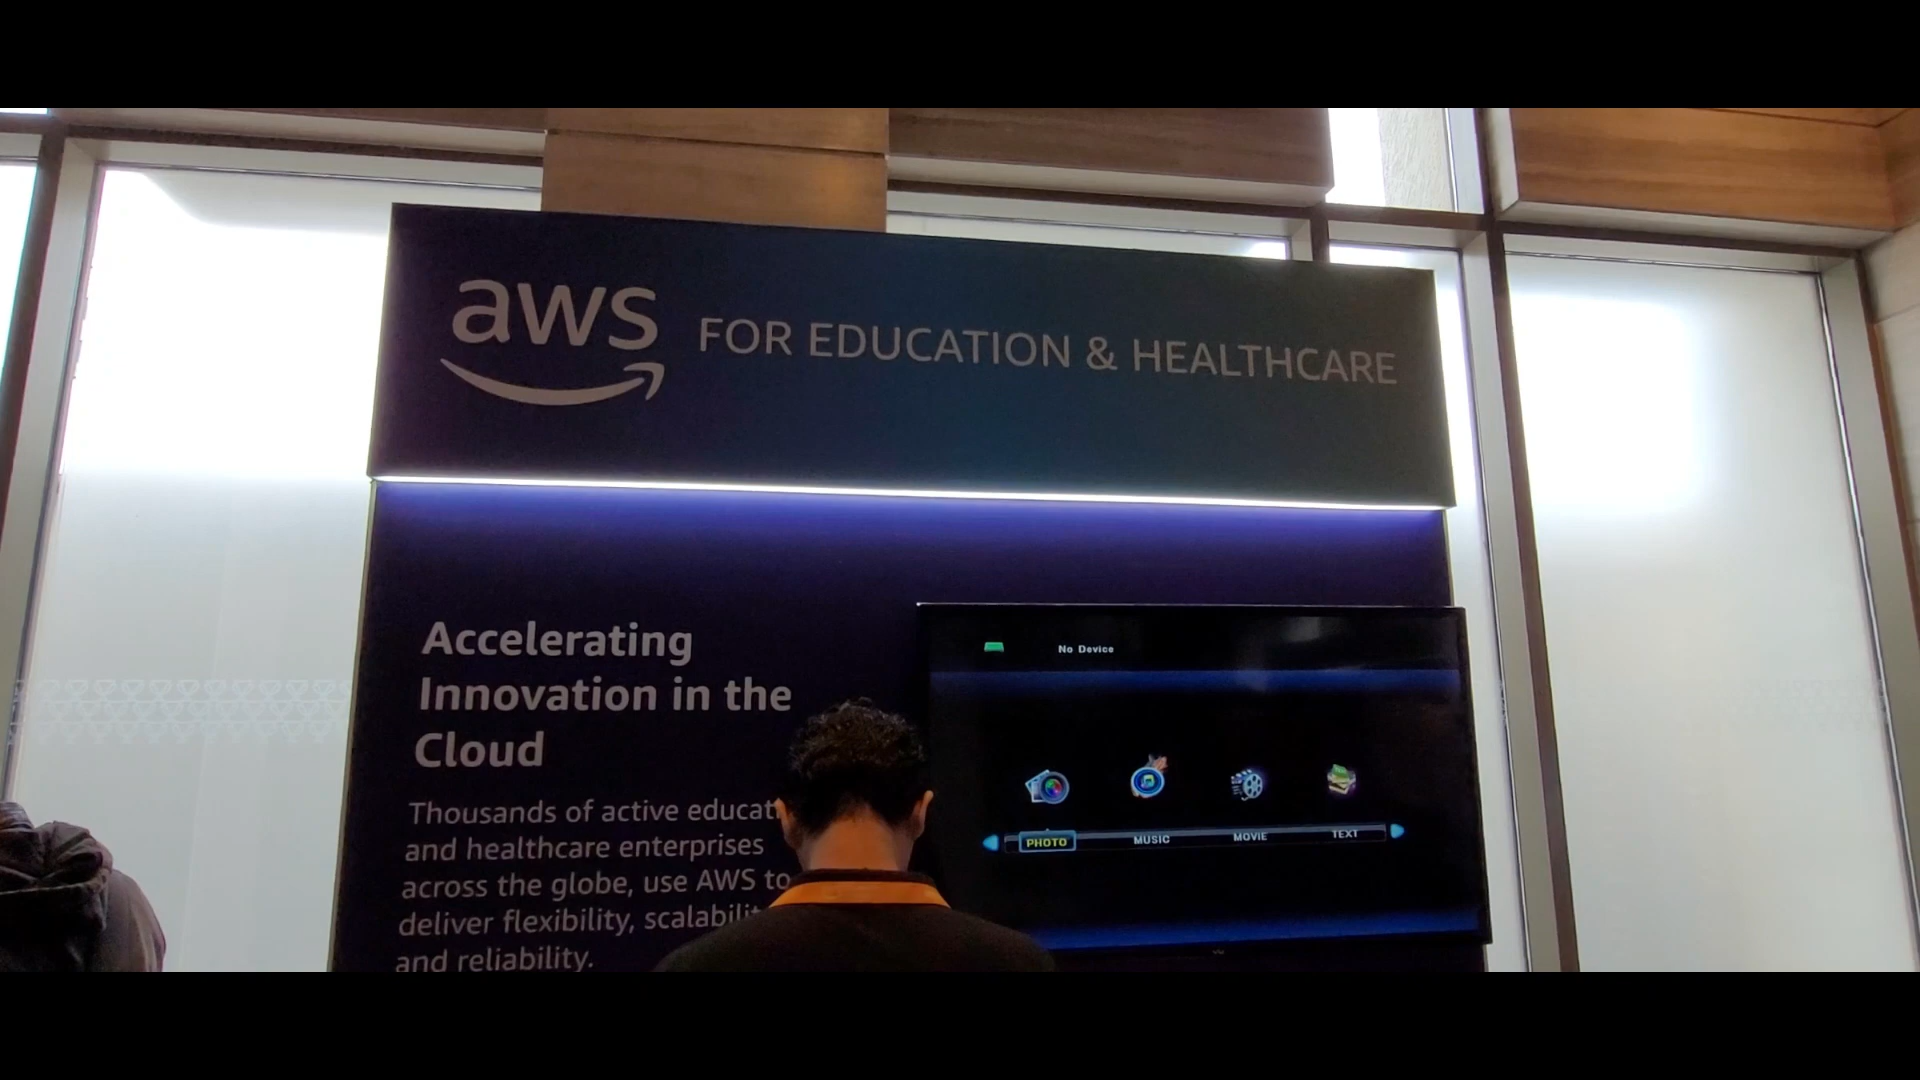 aws FOR EDUCATION & HEALTHCARE
Accelerating
Innovation in the
Cloud
Thousands of active
and healthcare enterprises
across the globe, use AWS to
deliver flexibility,
and reliability.
No Device
PHOTO MUSIC MOVIE TEXT